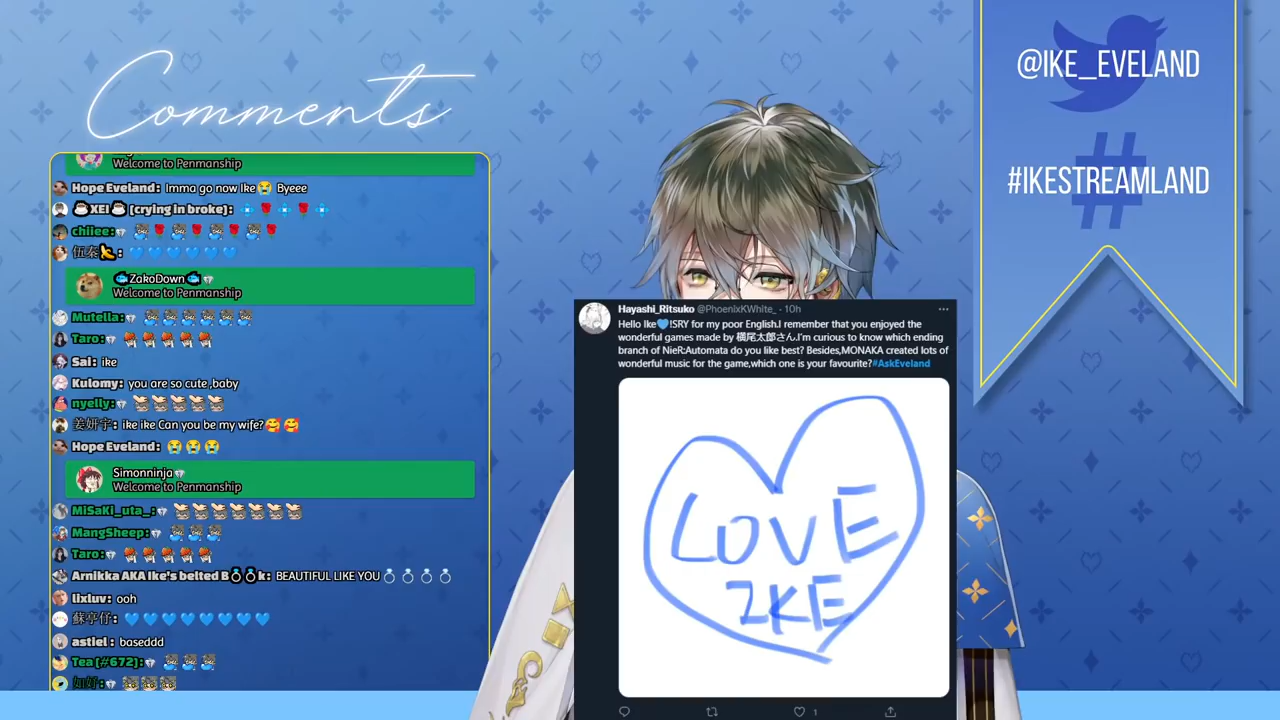 Comments
Welcome to Penmanship
Hope Eveland: Imma go now Ike😭 Byeee
XEI [crying in broke]: 💠🌹💠🌹💠
chiiee:
伍秦: 💙💙💙💙💙💙
ZakoDown
Welcome to Penmanship
Mutella:
Taro:
Sai: ike
Kulomy: you are so cute ,baby
nyelly:
姜妍宇: ike ike Can you be my wife?🥰🥰
Hope Eveland: 😭😭😭
Simonninja
Welcome to Penmanship
MiSaKi_uta_:
MangSheep:
Taro:
Arnikka AKA Ike's belted B💍💍k: BEAUTIFUL LIKE YOU💍💍💍💍
lixluv: ooh
蘇亭仔: 💙💙💙💙💙💙💙💙
astiel: baseddd
Tea [#672]:
如好:
Hayashi_Ritsuko @PhoenixKWhite_ · 10h
Hello Ike💙!SRY for my poor English.I remember that you enjoyed the
wonderful games made by 横尾太郎さん.I'm curious to know which ending
branch of NieR:Automata do you like best? Besides,MONAKA created lots of
wonderful music for the game,which one is your favourite?#AskEveland
LOVE
IKE
1
@IKE_EVELAND
#
#IKESTREAMLAND